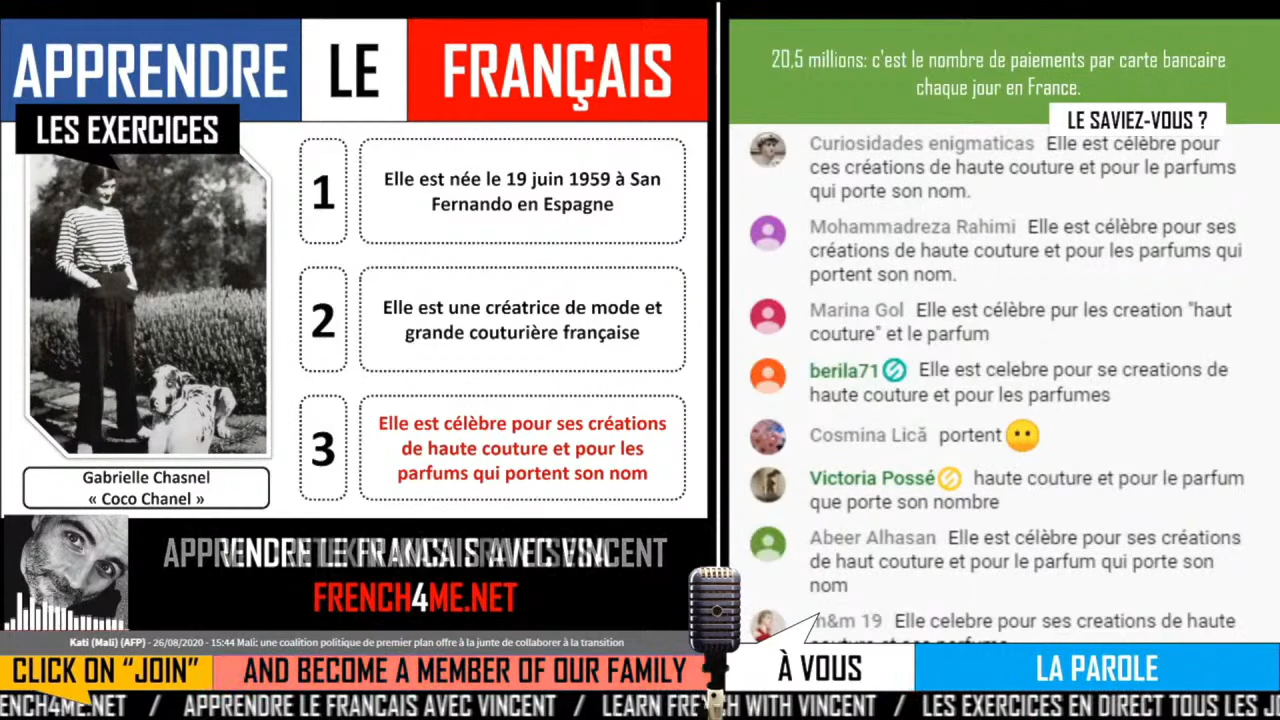 APPRENDRE LE FRANÇAIS
LES EXERCICES
1
Elle est née le 19 juin 1959 à San
Fernando en Espagne
2
Elle est une créatrice de mode et
grande couturière française
3
Elle est célèbre pour ses créations
de haute couture et pour les
parfums qui portent son nom
Gabrielle Chasnel
« Coco Chanel »
FRENCH4ME.NET
Kati (Mali) (AFP) - 26/08/2020 - 15:44 Mali: une coalition politique de premier plan offre à la junte de collaborer à la transition
CLICK ON “JOIN” AND BECOME A MEMBER OF OUR FAMILY
20,5 millions: c'est le nombre de paiements par carte bancaire
chaque jour en France.
LE SAVIEZ-VOUS ?
Curiosidades enigmaticas Elle est célèbre pour
ces créations de haute couture et pour le parfums
qui porte son nom.
Mohammadreza Rahimi Elle est célèbre pour ses
créations de haute couture et pour les parfums qui
portent son nom.
Marina Gol Elle est célèbre pur les creation "haut
couture" et le parfum
berila71 Elle est celebre pour se creations de
haute couture et pour les parfumes
Cosmina Lică portent
Victoria Possé haute couture et pour le parfum
que porte son nombre
Abeer Alhasan Elle est célèbre pour ses créations
de haut couture et pour le parfum qui porte son
nom
h&m 19 Elle celebre pour ses creations de haute
À VOUS LA PAROLE
ENCH4ME.NET / APPRENDRE LE FRANCAIS AVEC VINCENT / LEARN FRE H WITH VINCENT / LES EXERCICES EN DIRECT TOUS LES J